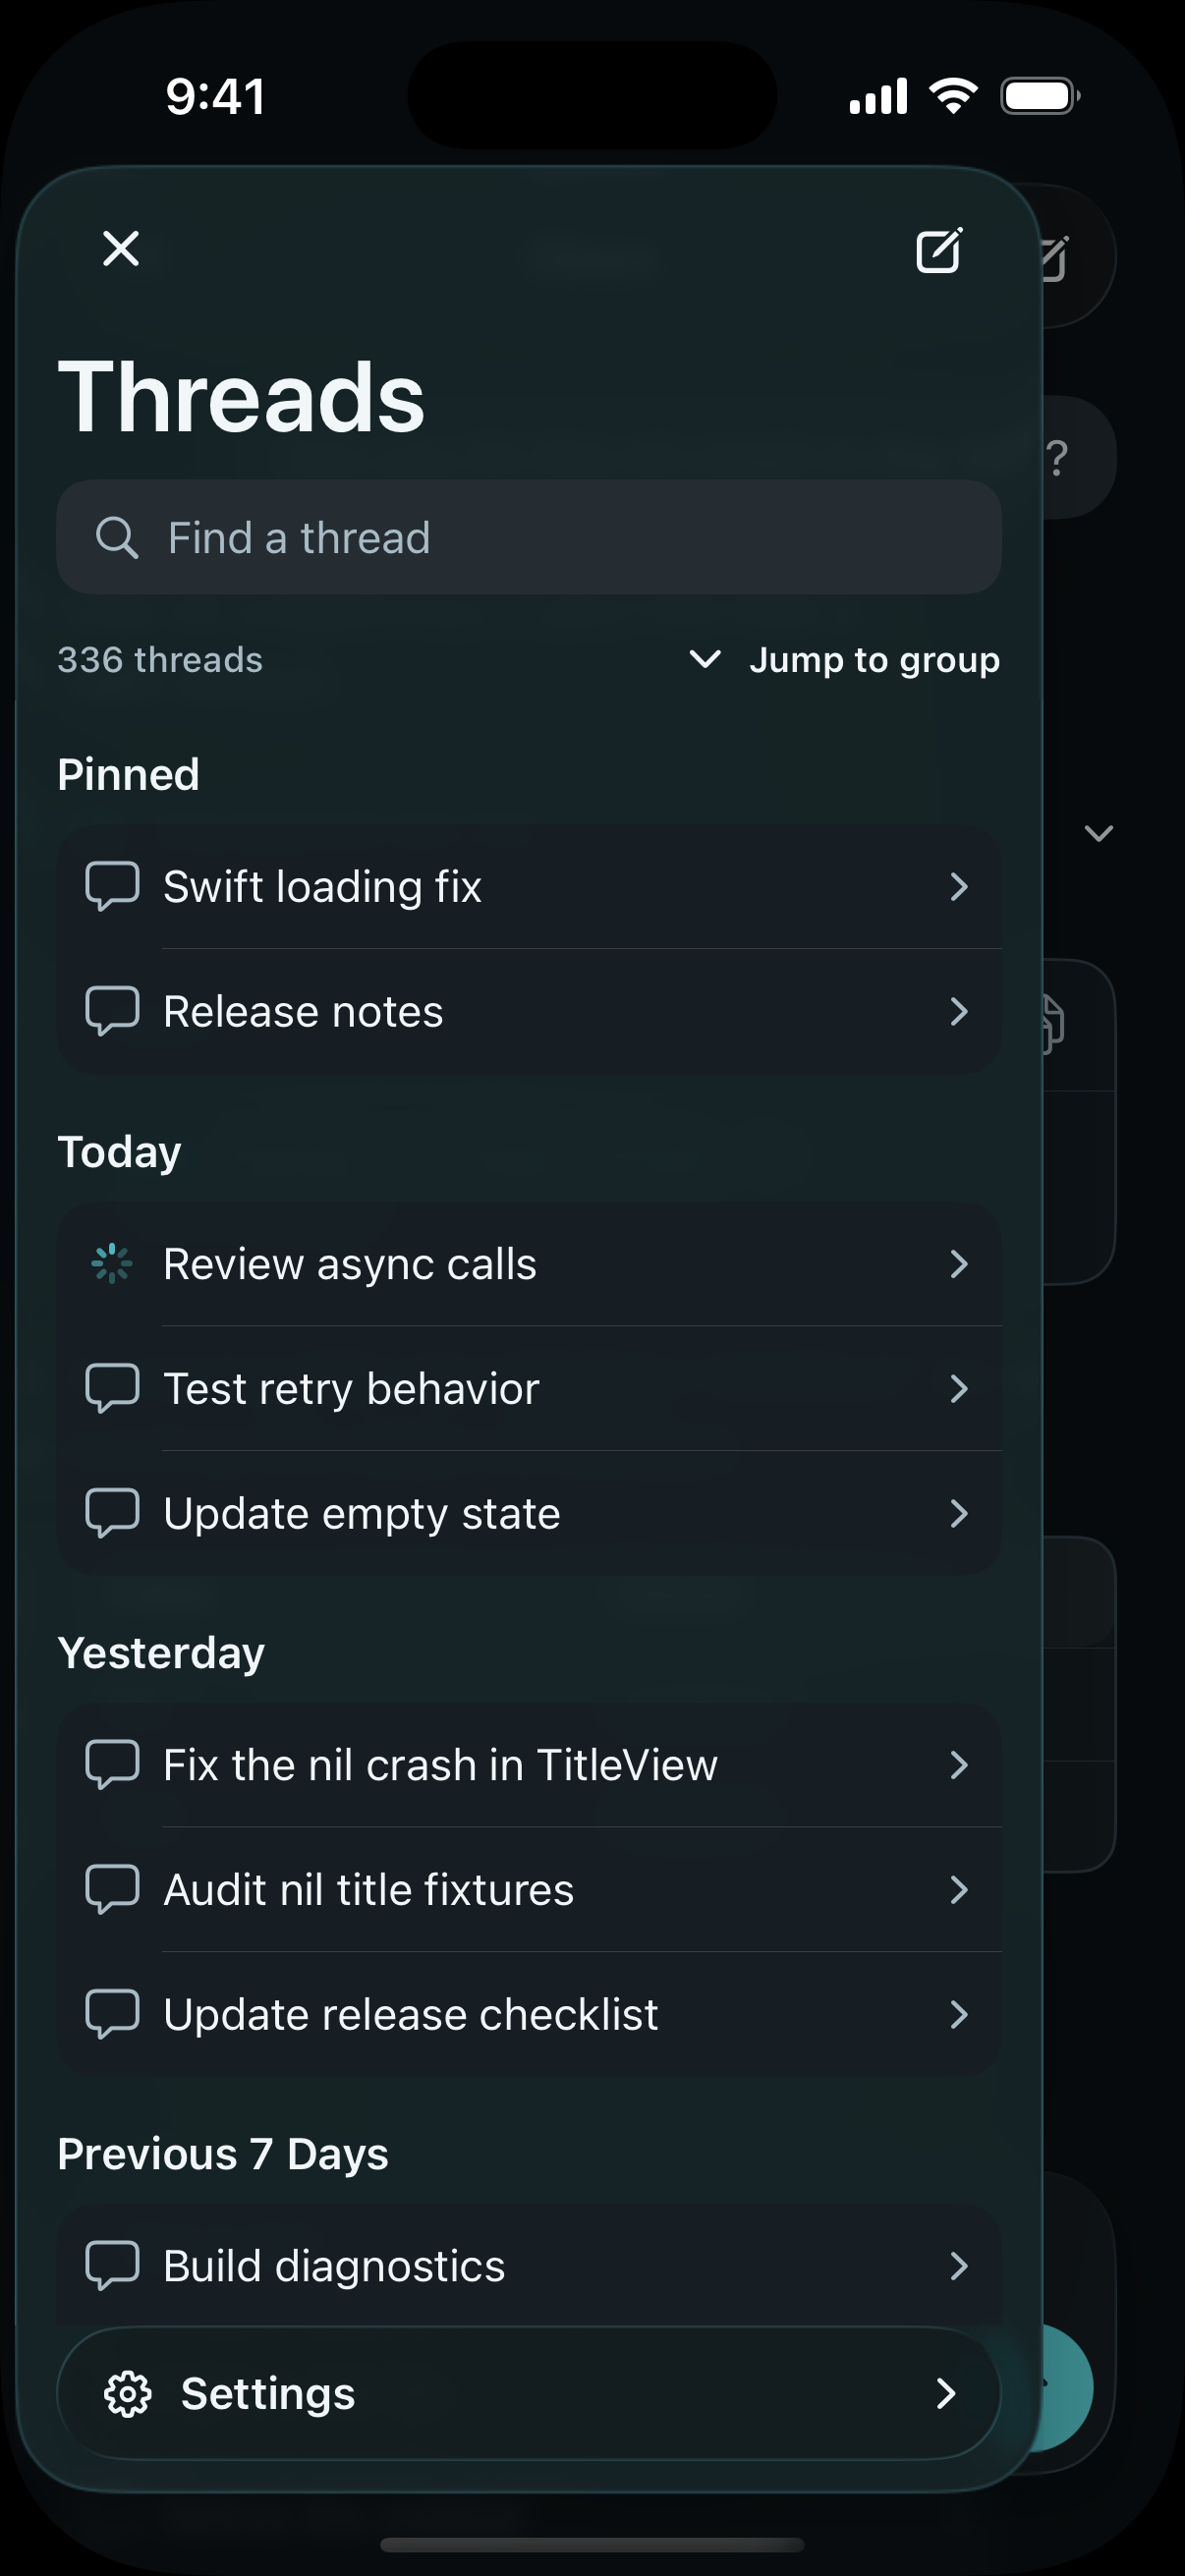 9:41
Threads
Find a thread
336 threads
Jump to group
?
Pinned
Swift loading fix
Release notes
Today
Review async calls
Test retry behavior
Update empty state
Yesterday
Fix the nil crash in TitleView
Audit nil title fixtures
Update release checklist
Previous 7 Days
Build diagnostics
Settings